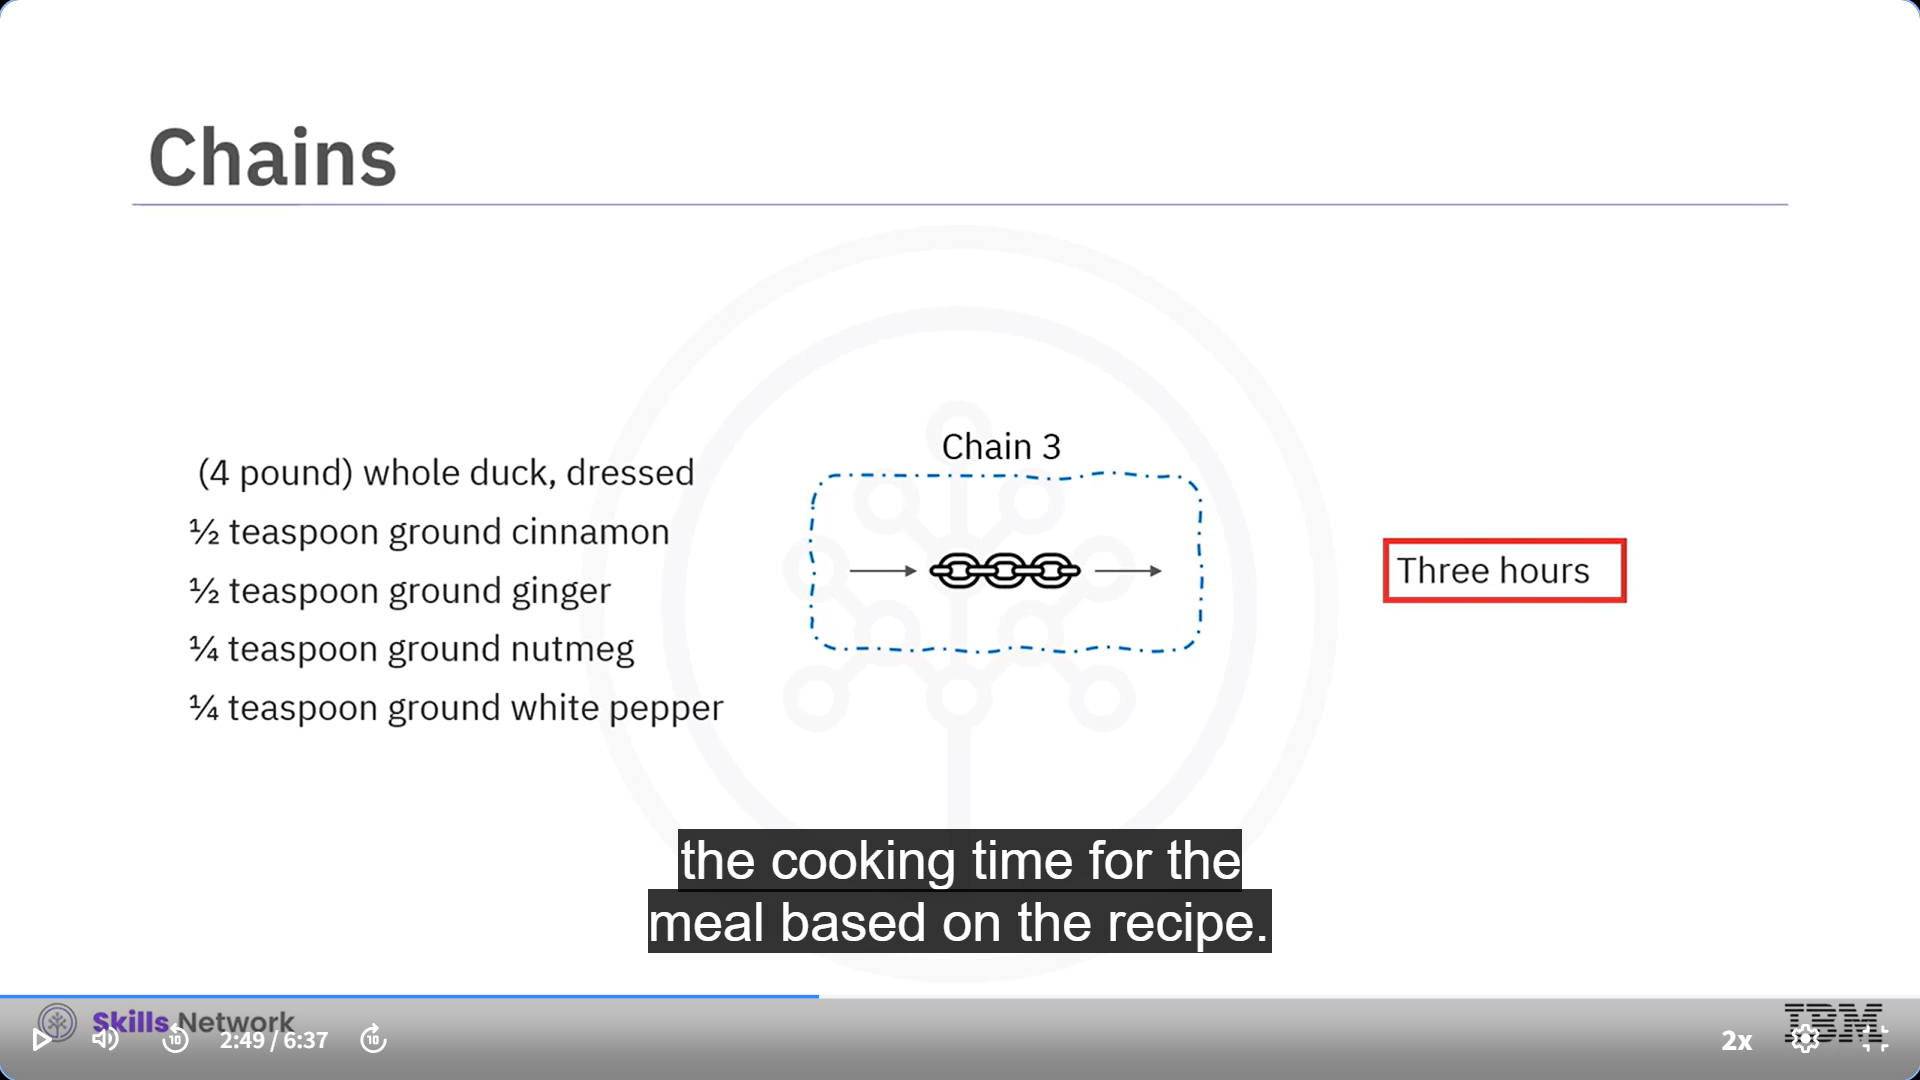 Chains
Chain 3
(4 pound) whole duck, dressed
½ teaspoon ground cinnamon
½ teaspoon ground ginger
¼ teaspoon ground nutmeg
¼ teaspoon ground white pepper
Three hours
the cooking time for the
meal based on the recipe.
Skills Network
IBM
10
2:49 / 6:37
10
2x